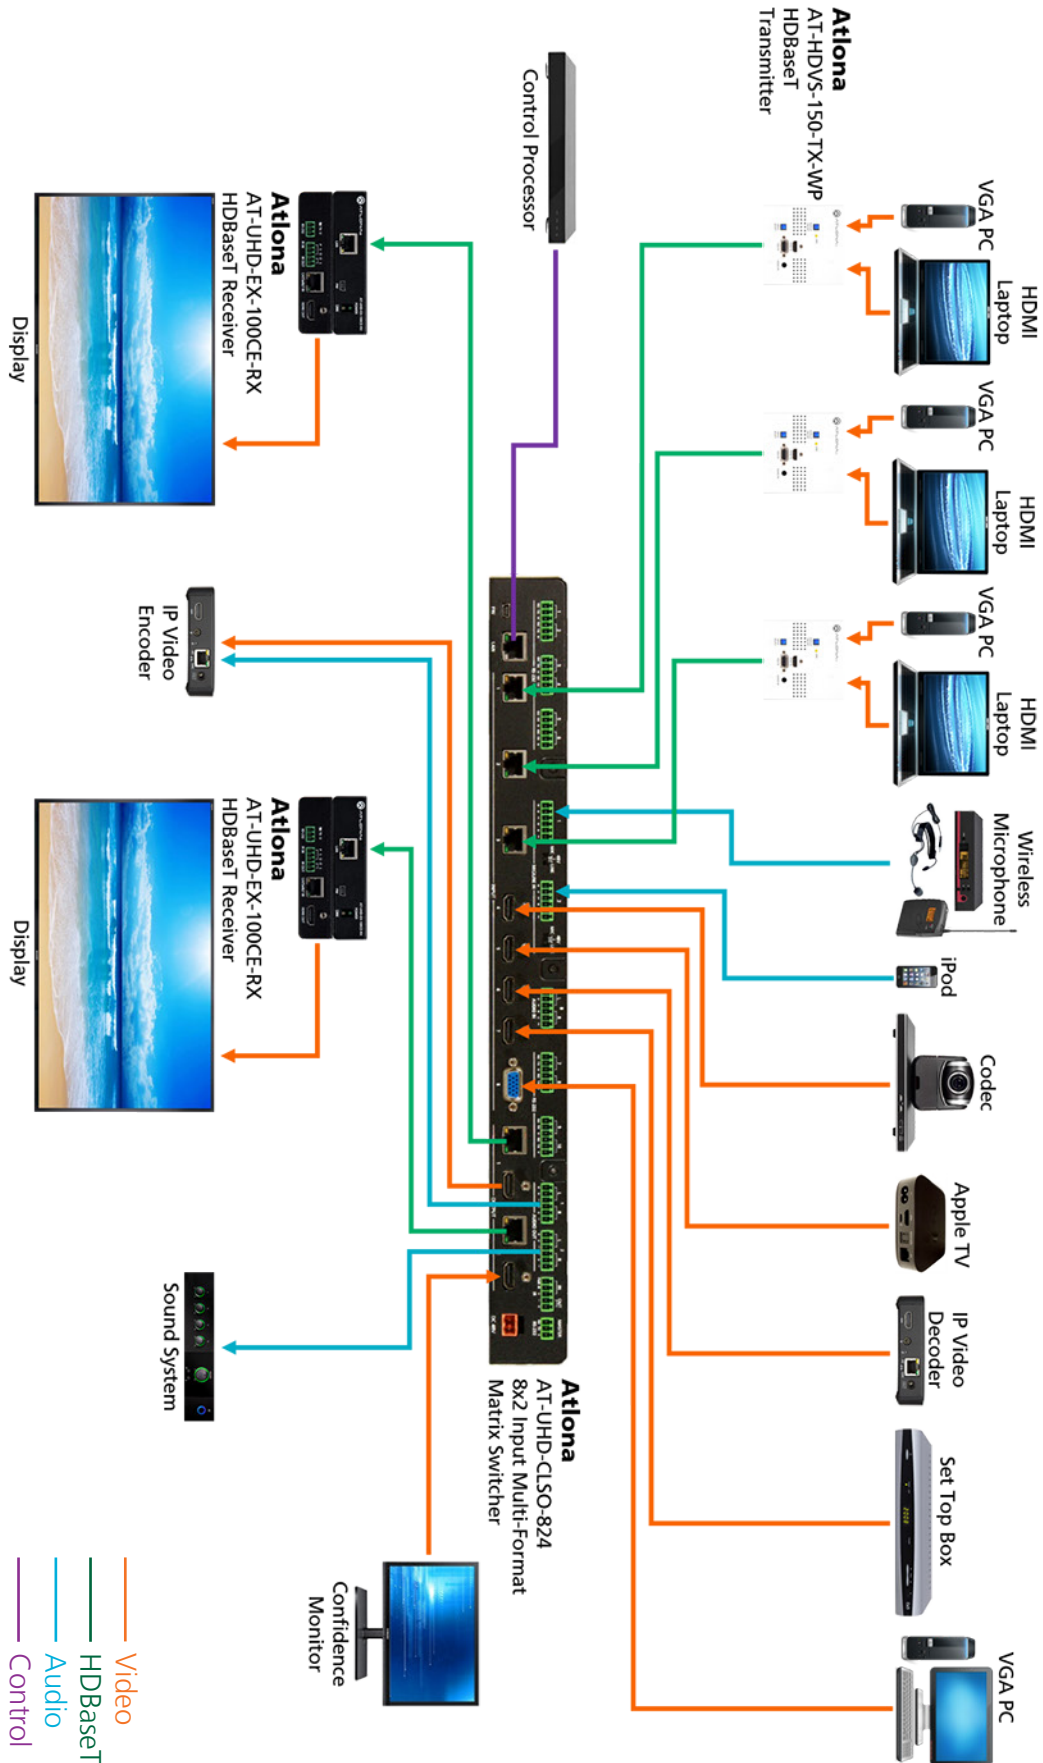 VGA PC
HDMI
Laptop
VGA PC
HDMI
Laptop
VGA PC
HDMI
Laptop
Wireless
Microphone
iPod
Codec
Apple TV
IP Video
Decoder
Set Top Box
VGA PC
Atlona
AT-HDVS-150-TX-WP
HDBaseT
Transmitter
Control Processor
Atlona
AT-UHD-CLSO-824
8x2 Input Multi-Format
Matrix Switcher
Atlona
AT-UHD-EX-100CE-RX
HDBaseT Receiver
Display
IP Video
Encoder
Atlona
AT-UHD-EX-100CE-RX
HDBaseT Receiver
Display
Sound System
Confidence
Monitor
Video
HDBaseT
Audio
Control